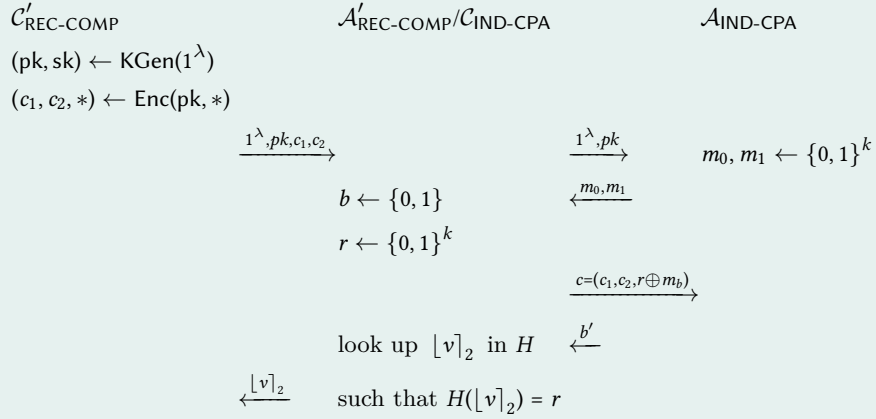 C′REC-COMP A′REC-COMP/CIND-CPA AIND-CPA
(pk, sk) ← KGen(1^λ)
(c₁, c₂, *) ← Enc(pk, *)
1^λ,pk,c₁,c₂ 1^λ,pk m₀, m₁ ← {0, 1}^k
b ← {0, 1} m₀,m₁
r ← {0, 1}^k
c=(c₁,c₂,r⊕m_b)
look up ⌊v⌉₂ in H b′
⌊v⌉₂ such that H(⌊v⌉₂) = r